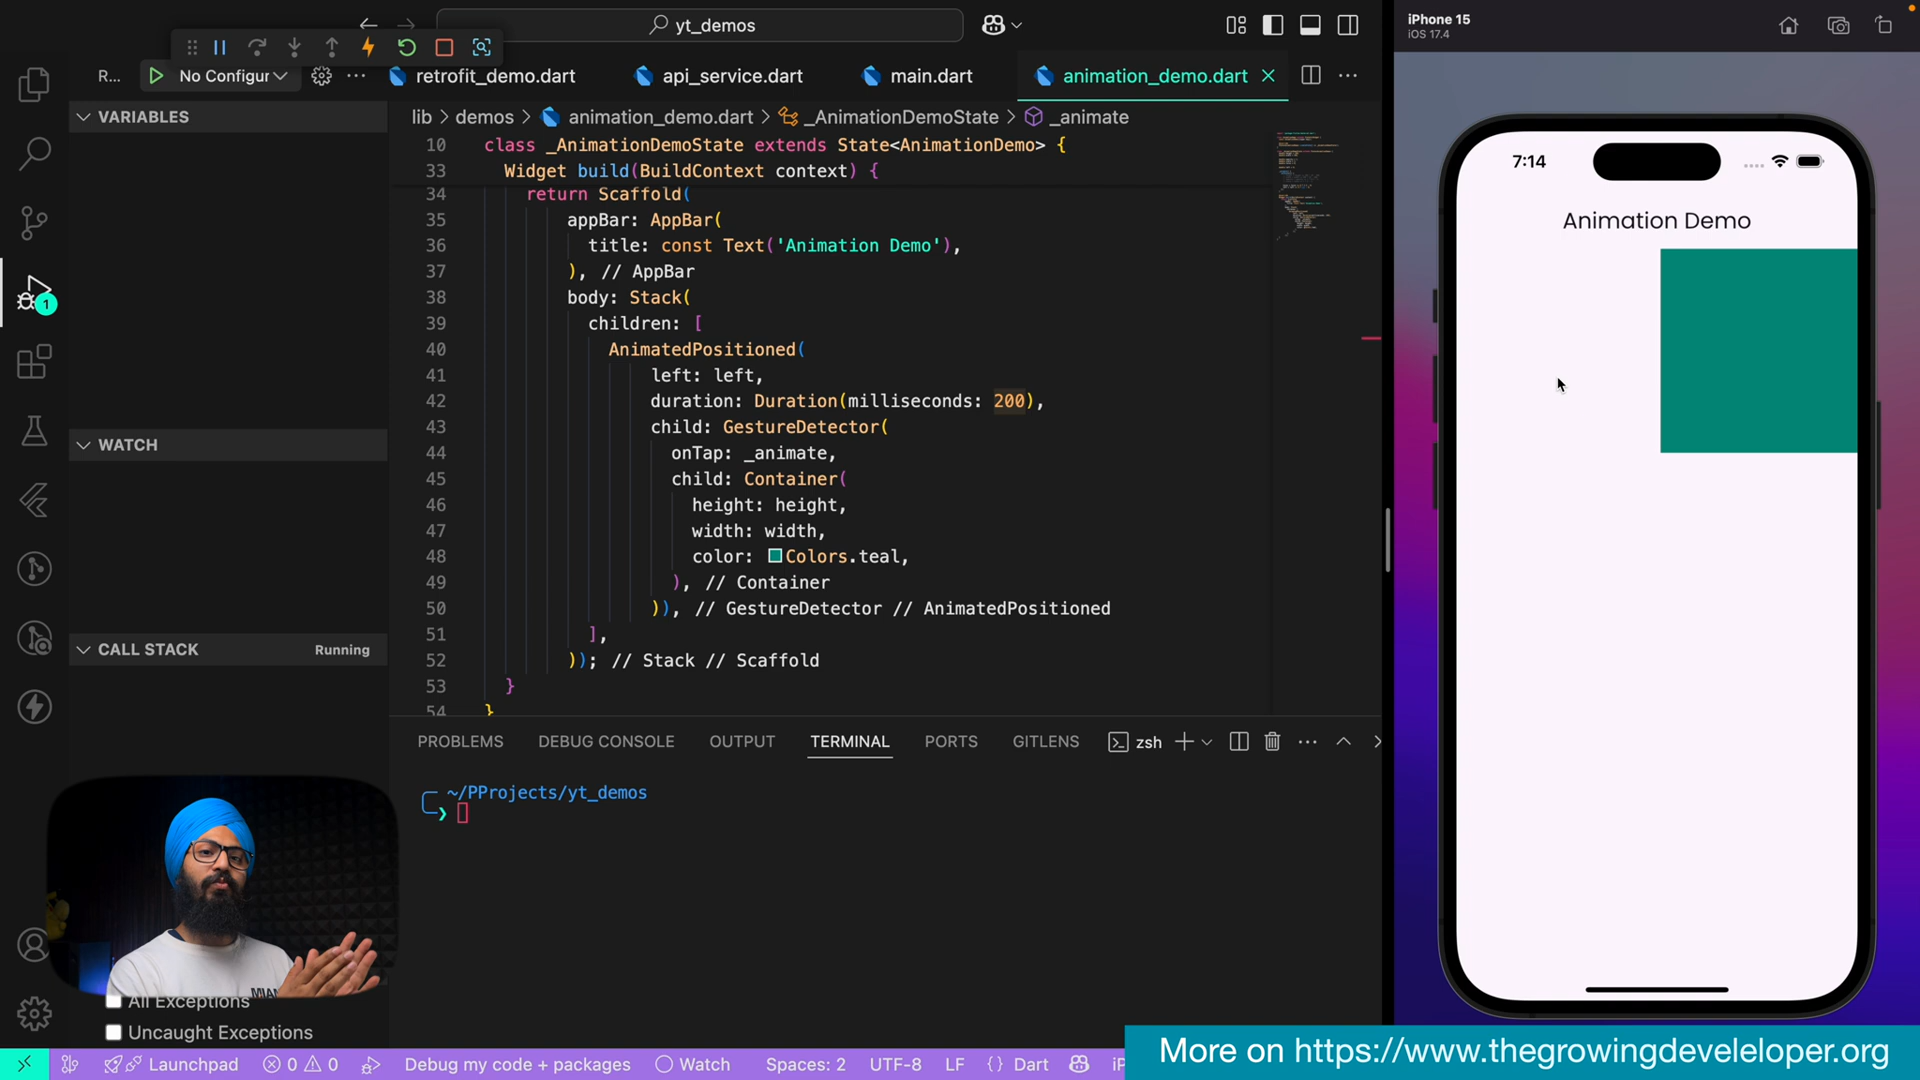 yt_demos
R...
No Configur
retrofit_demo.dart
api_service.dart
main.dart
animation_demo.dart
lib > demos > animation_demo.dart > _AnimationDemoState > _animate
VARIABLES
WATCH
CALL STACK
Running
All Exceptions
Uncaught Exceptions
1
10 class _AnimationDemoState extends State<AnimationDemo> {
33 Widget build(BuildContext context) {
34 return Scaffold(
35 appBar: AppBar(
36 title: const Text('Animation Demo'),
37 ), // AppBar
38 body: Stack(
39 children: [
40 AnimatedPositioned(
41 left: left,
42 duration: Duration(milliseconds: 200),
43 child: GestureDetector(
44 onTap: _animate,
45 child: Container(
46 height: height,
47 width: width,
48 color: Colors.teal,
49 ), // Container
50 )), // GestureDetector // AnimatedPositioned
51 ],
52 )); // Stack // Scaffold
53 }
54 }
PROBLEMS
DEBUG CONSOLE
OUTPUT
TERMINAL
PORTS
GITLENS
zsh
~/PProjects/yt_demos
❯
iPhone 15
iOS 17.4
7:14
Animation Demo
Launchpad
0
0
Debug my code + packages
Watch
Spaces: 2
UTF-8
LF
{} Dart
More on https://www.thegrowingdeveleloper.org